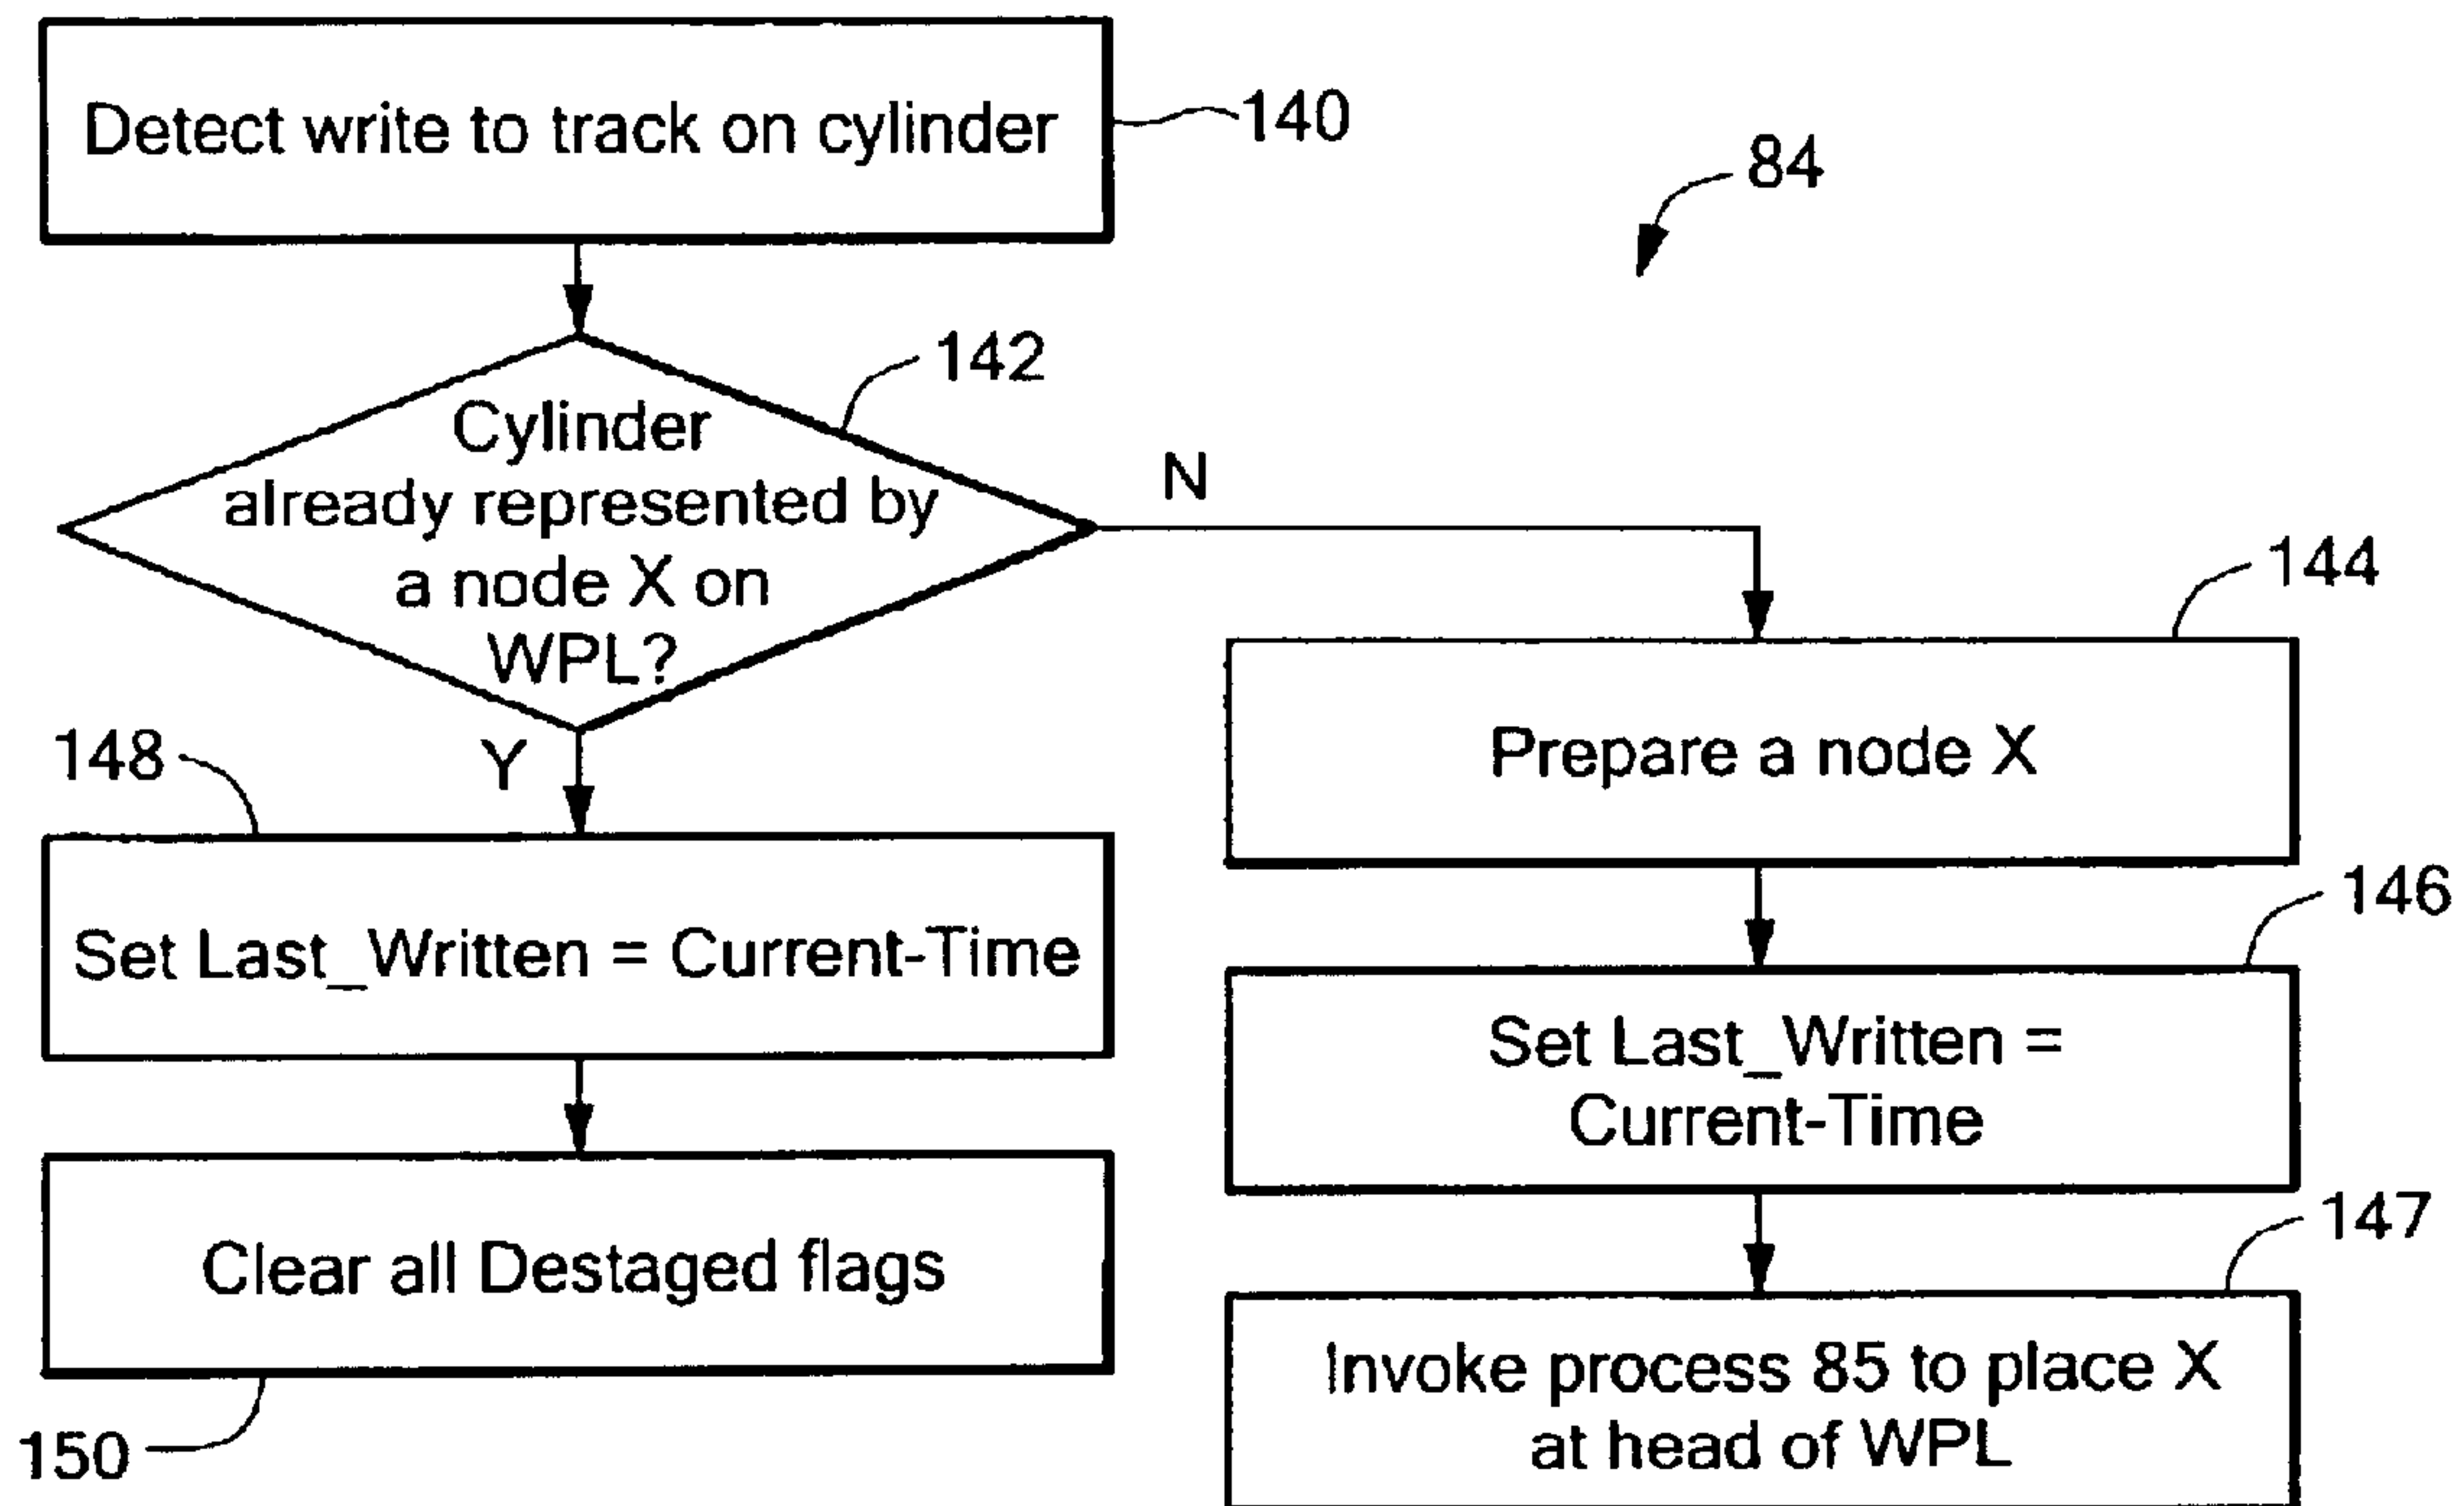 Detect write to track on cylinder
140
84
142
Cylinder
already represented by
a node X on
WPL?
N
Y
144
Prepare a node X
148
Set Last_Written = Current-Time
146
Set Last_Written =
Current-Time
Clear all Destaged flags
150
147
Invoke process 85 to place X
at head of WPL